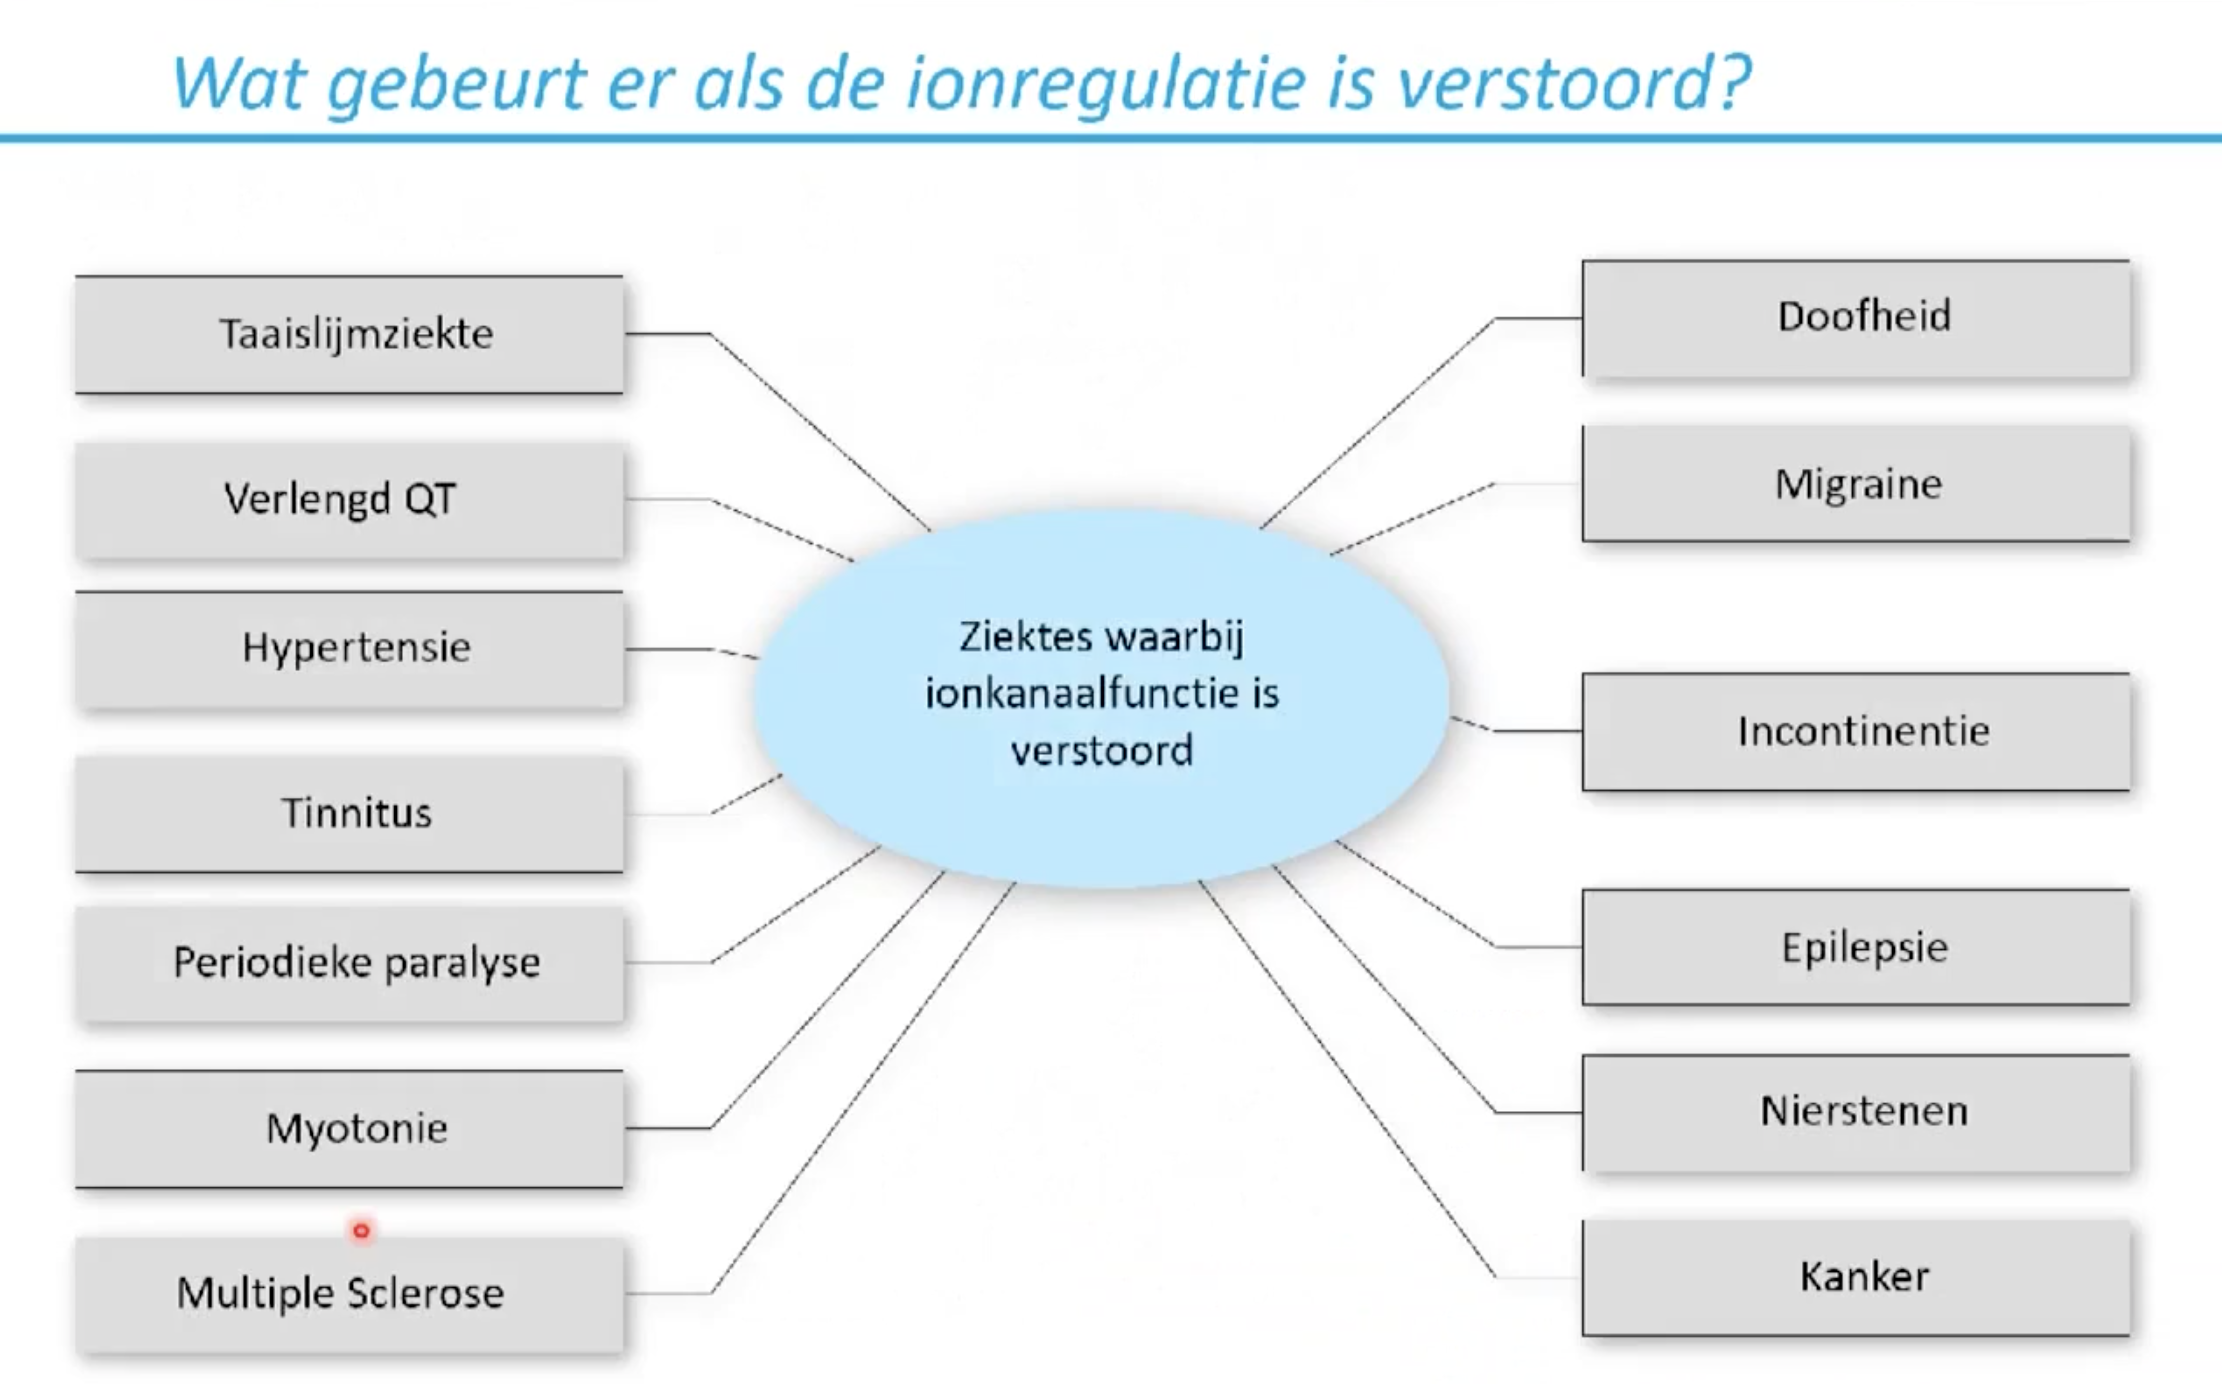 Wat gebeurt er als de ionregulatie is verstoord?
Taaislijmziekte
Verlengd QT
Hypertensie
Tinnitus
Periodieke paralyse
Myotonie
Multiple Sclerose
Ziektes waarbij
ionkanaalfunctie is
verstoord
Doofheid
Migraine
Incontinentie
Epilepsie
Nierstenen
Kanker